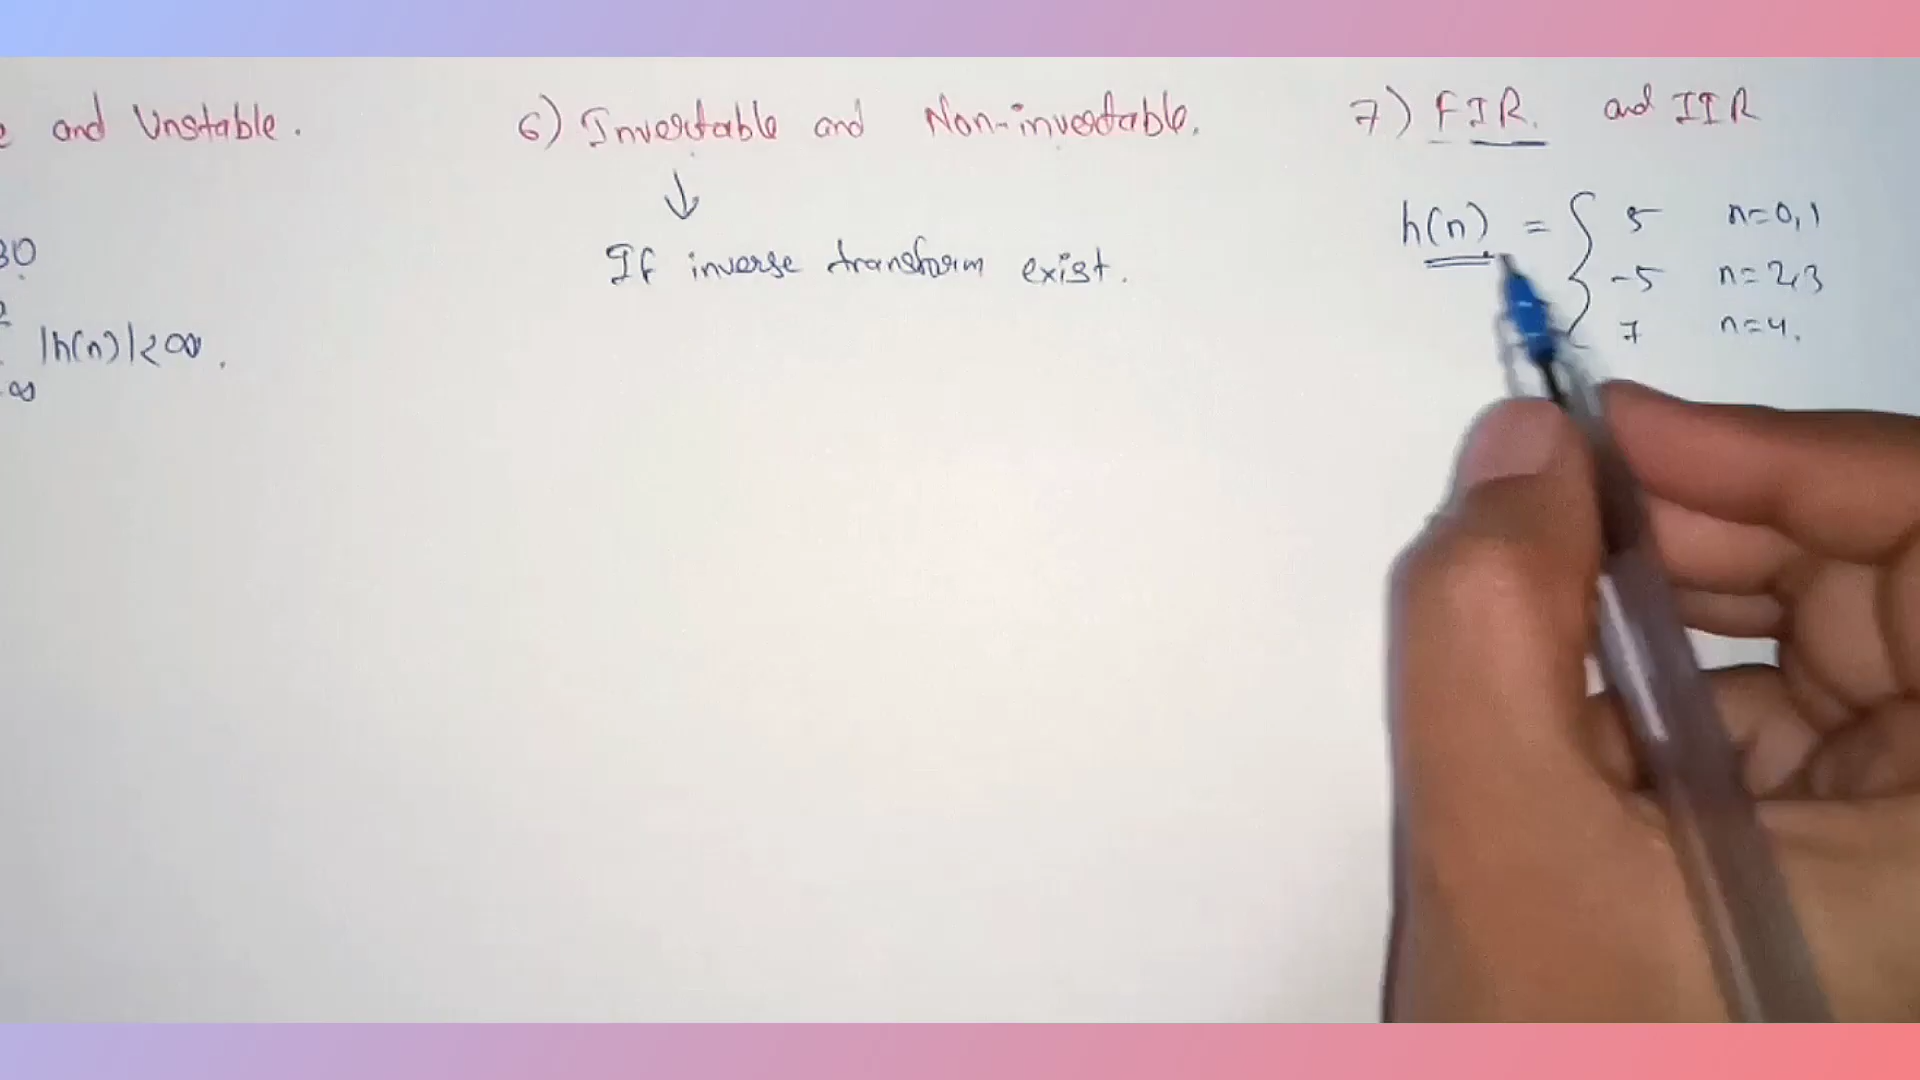 and Unstable.
30
|h(n)|<∞.
∞
6) Invertable and Non-invertable.
↓
If inverse transform exist.
7) FIR. and IIR
h(n) = { 5 n=0,1
-5 n=2,3
7 n=4.